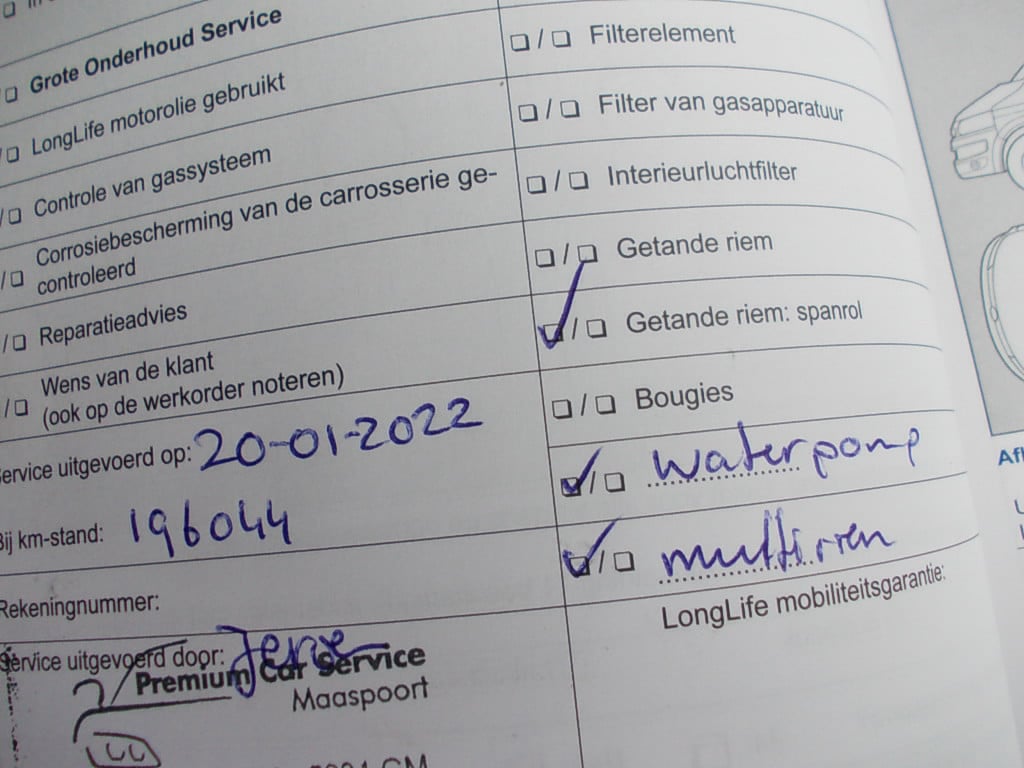 Grote Onderhoud Service
LongLife motorolie gebruikt
Controle van gassysteem
Corrosiebescherming van de carrosserie ge-
controleerd
Reparatieadvies
Wens van de klant
(ook op de werkorder noteren)
Service uitgevoerd op: 20-01-2022
Bij km-stand: 196044
Rekeningnummer:
Service uitgevoerd door:
Premium Car Service
Maaspoort
Filterelement
Filter van gasapparatuur
Interieurluchtfilter
Getande riem
Getande riem: spanrol
Bougies
waterpomp
multirien
LongLife mobiliteitsgarantie: